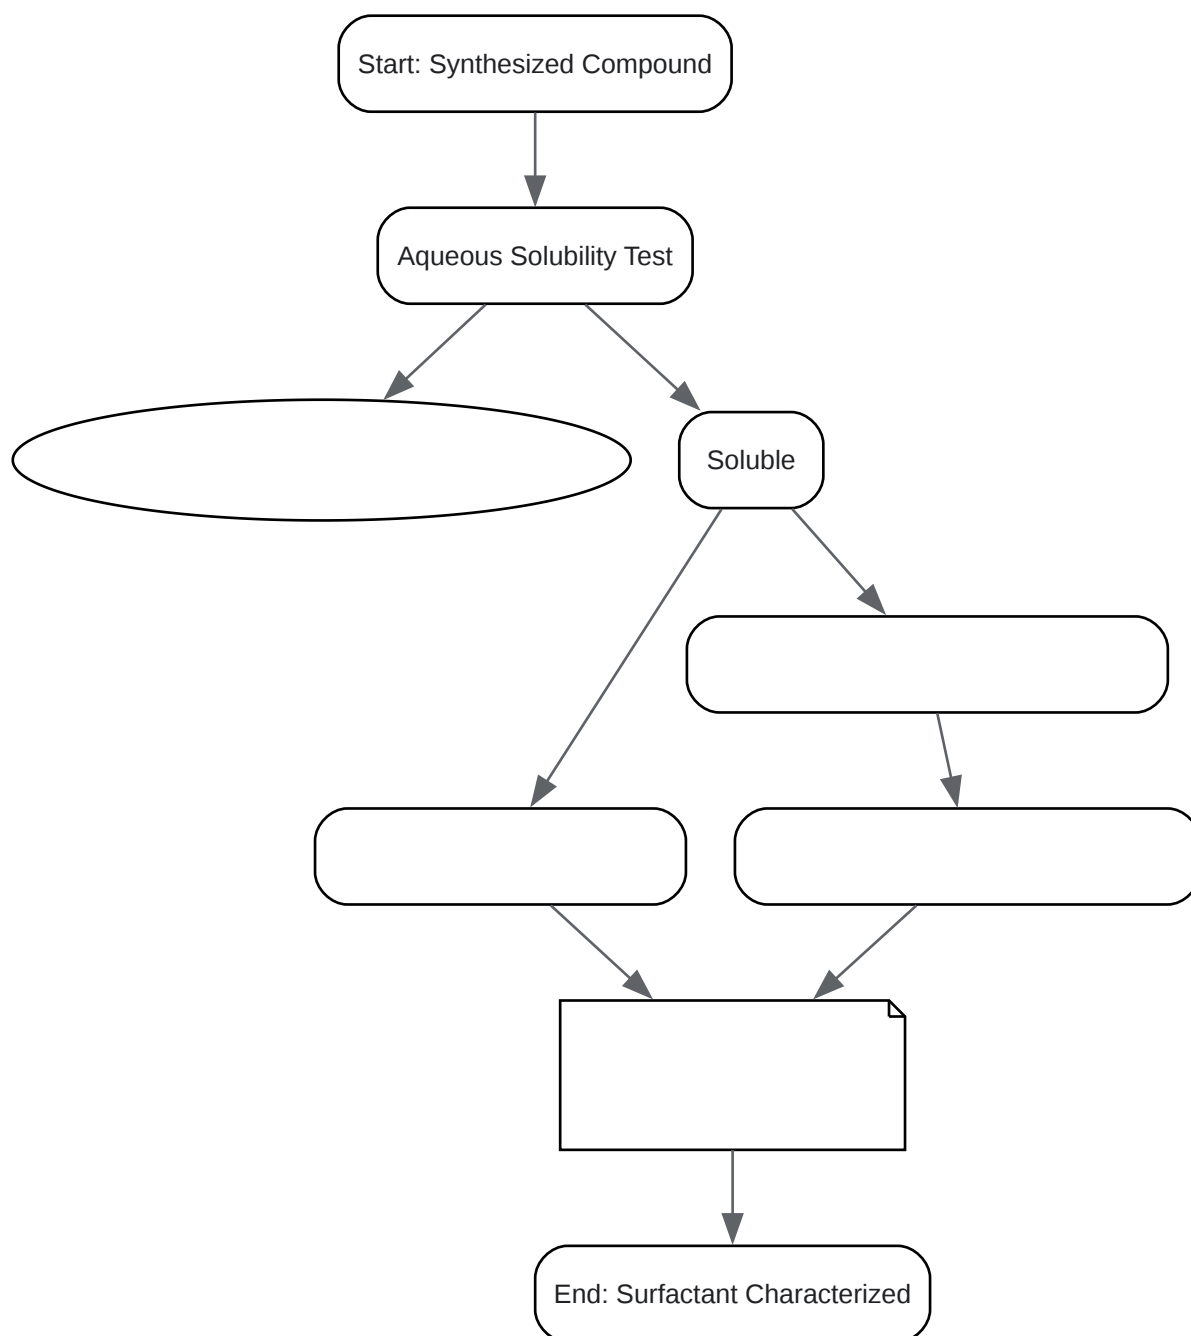 Start: Synthesized Compound
Aqueous Solubility Test
Soluble
End: Surfactant Characterized